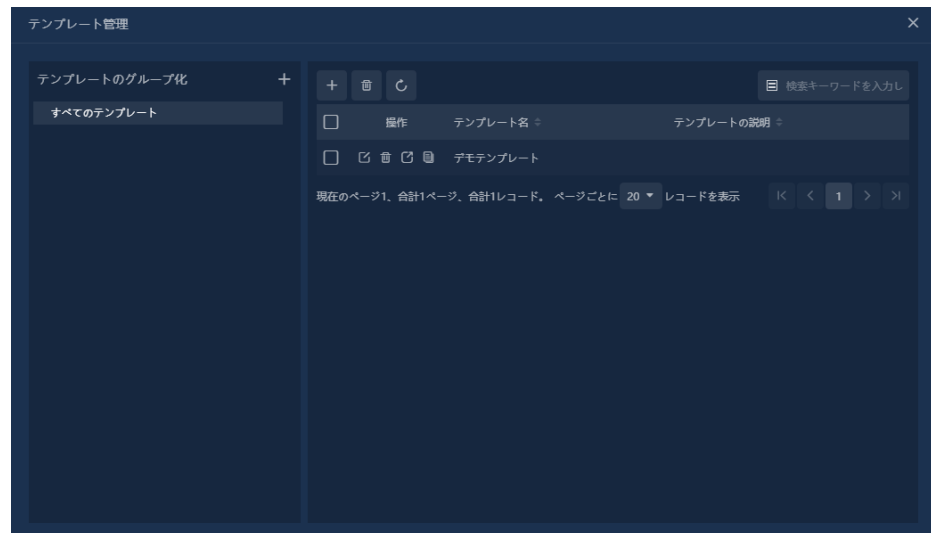 テンプレート管理
テンプレートのグループ化
すべてのテンプレート
検索キーワードを入力し
操作 テンプレート名 テンプレートの説明
デモテンプレート
現在のページ1、合計1ページ、合計1レコード。 ページごとに 20 レコードを表示 1